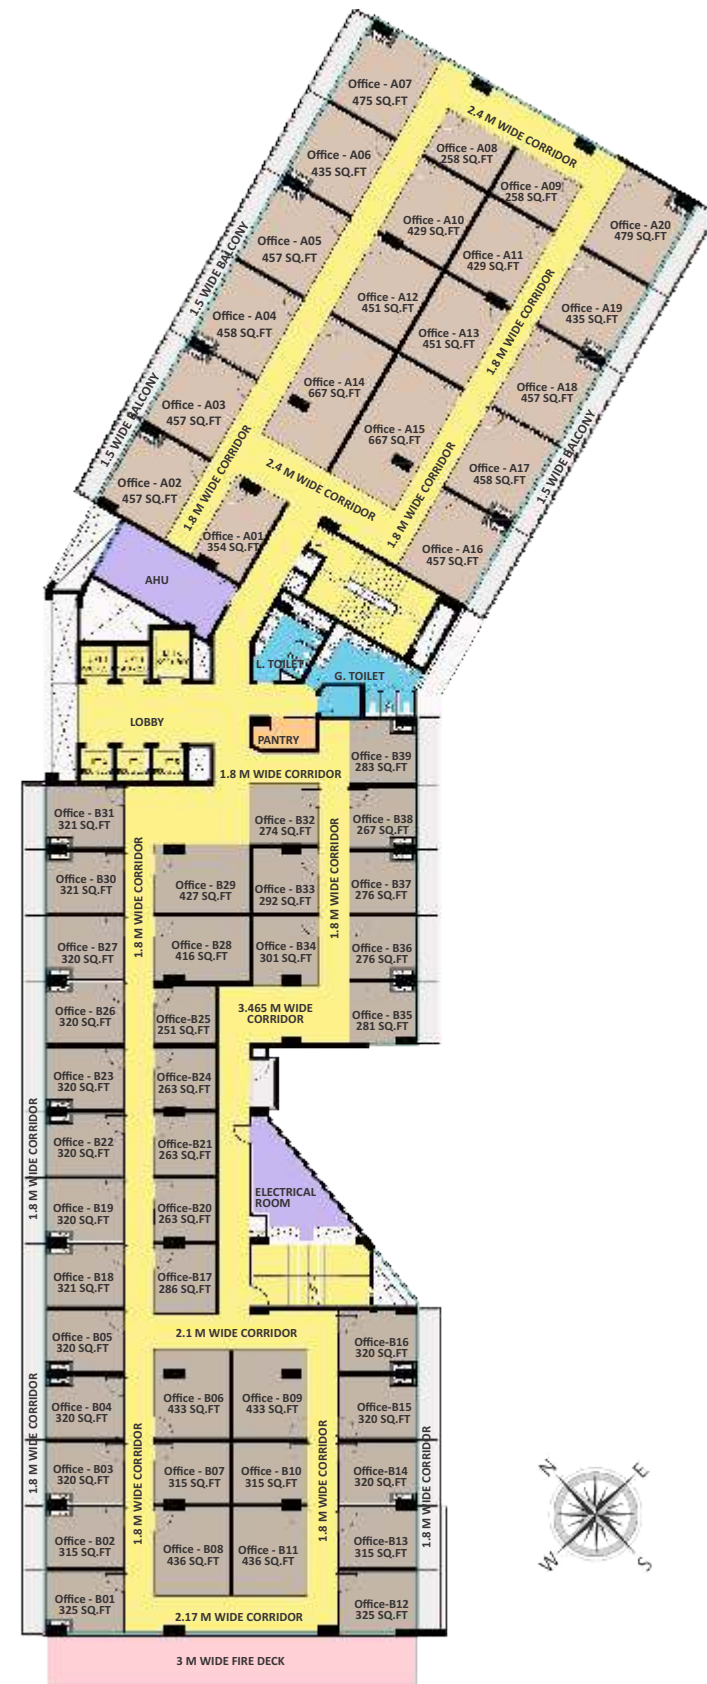 Office - A07
475 SQ.FT
2.4 M WIDE CORRIDOR
Office - A08
258 SQ.FT
Office - A06
435 SQ.FT
Office - A09
258 SQ.FT
Office - A20
479 SQ.FT
Office - A10
429 SQ.FT
Office - A05
457 SQ.FT
Office - A11
429 SQ.FT
1.5 WIDE BALCONY
Office - A12
451 SQ.FT
Office - A19
435 SQ.FT
1.8 M WIDE CORRIDOR
Office - A04
458 SQ.FT
Office - A13
451 SQ.FT
Office - A14
667 SQ.FT
Office - A18
457 SQ.FT
Office - A03
457 SQ.FT
1.5 WIDE BALCONY
Office - A15
667 SQ.FT
1.5 WIDE BALCONY
1.8 M WIDE CORRIDOR
Office - A17
458 SQ.FT
Office - A02
457 SQ.FT
2.4 M WIDE CORRIDOR
1.8 M WIDE CORRIDOR
Office - A01
354 SQ.FT
Office - A16
457 SQ.FT
AHU
L. TOILET
G. TOILET
LOBBY
PANTRY
1.8 M WIDE CORRIDOR
Office - B39
283 SQ.FT
Office - B31
321 SQ.FT
Office - B32
274 SQ.FT
Office - B38
267 SQ.FT
1.8 M WIDE CORRIDOR
1.8 M WIDE CORRIDOR
Office - B30
321 SQ.FT
Office - B29
427 SQ.FT
Office - B33
292 SQ.FT
Office - B37
276 SQ.FT
Office - B27
320 SQ.FT
Office - B28
416 SQ.FT
Office - B34
301 SQ.FT
Office - B36
276 SQ.FT
Office - B26
320 SQ.FT
Office-B25
251 SQ.FT
3.465 M WIDE
CORRIDOR
Office - B35
281 SQ.FT
Office - B23
320 SQ.FT
Office-B24
263 SQ.FT
1.8 M WIDE CORRIDOR
Office - B22
320 SQ.FT
Office-B21
263 SQ.FT
Office - B19
320 SQ.FT
Office-B20
263 SQ.FT
ELECTRICAL
ROOM
Office - B18
321 SQ.FT
Office-B17
286 SQ.FT
2.1 M WIDE CORRIDOR
Office - B05
320 SQ.FT
Office-B16
320 SQ.FT
1.8 M WIDE CORRIDOR
Office - B04
320 SQ.FT
Office - B06
433 SQ.FT
Office - B09
433 SQ.FT
Office-B15
320 SQ.FT
1.8 M WIDE CORRIDOR
1.8 M WIDE CORRIDOR
1.8 M WIDE CORRIDOR
Office - B03
320 SQ.FT
Office - B07
315 SQ.FT
Office - B10
315 SQ.FT
Office-B14
320 SQ.FT
Office - B02
315 SQ.FT
Office - B08
436 SQ.FT
Office - B11
436 SQ.FT
Office-B13
315 SQ.FT
Office - B01
325 SQ.FT
Office - B12
325 SQ.FT
2.17 M WIDE CORRIDOR
3 M WIDE FIRE DECK
N
E
W
S